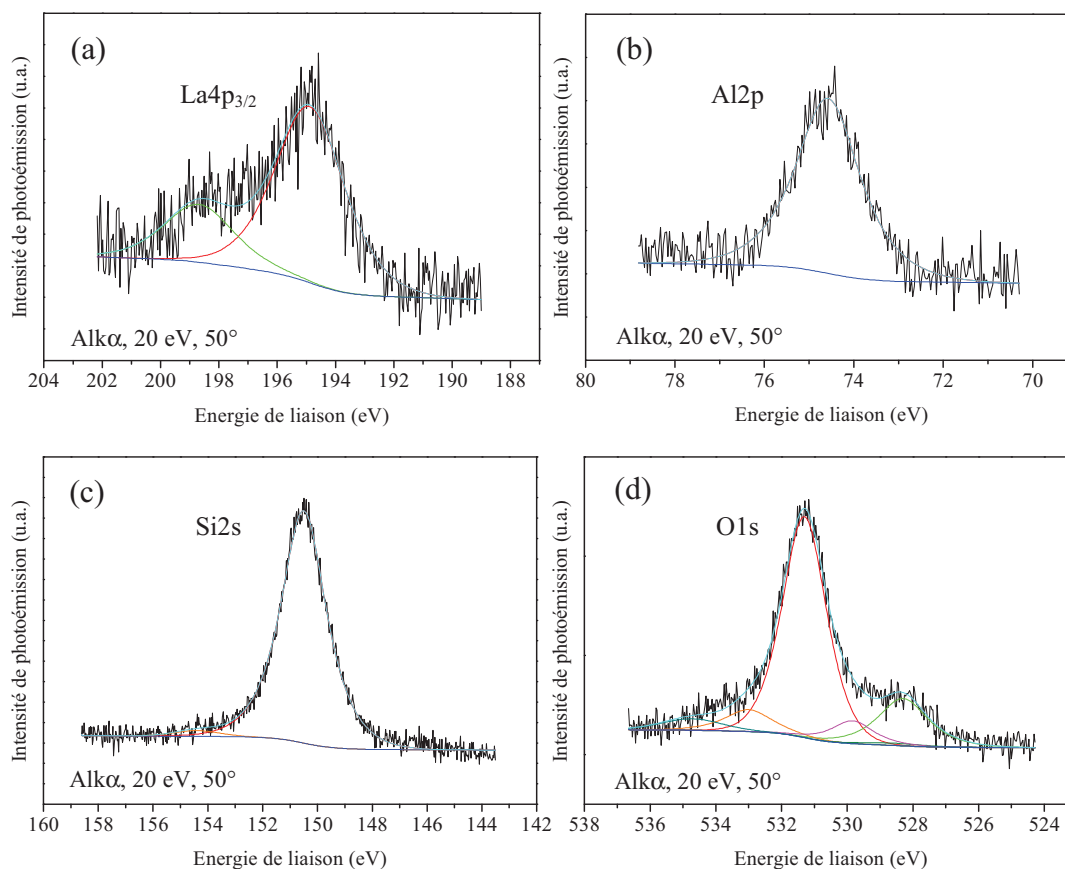 (a)
La4p3/2
Intensité de photoémission (u.a.)
Alkα, 20 eV, 50°
204 202 200 198 196 194 192 190 188
Energie de liaison (eV)
(b)
Al2p
Intensité de photoémission (u.a.)
Alkα, 20 eV, 50°
80 78 76 74 72 70
Energie de liaison (eV)
(c)
Si2s
Intensité de photoémission (u.a.)
Alkα, 20 eV, 50°
160 158 156 154 152 150 148 146 144 142
Energie de liaison (eV)
(d)
O1s
Intensité de photoémission (u.a.)
Alkα, 20 eV, 50°
538 536 534 532 530 528 526 524
Energie de liaison (eV)